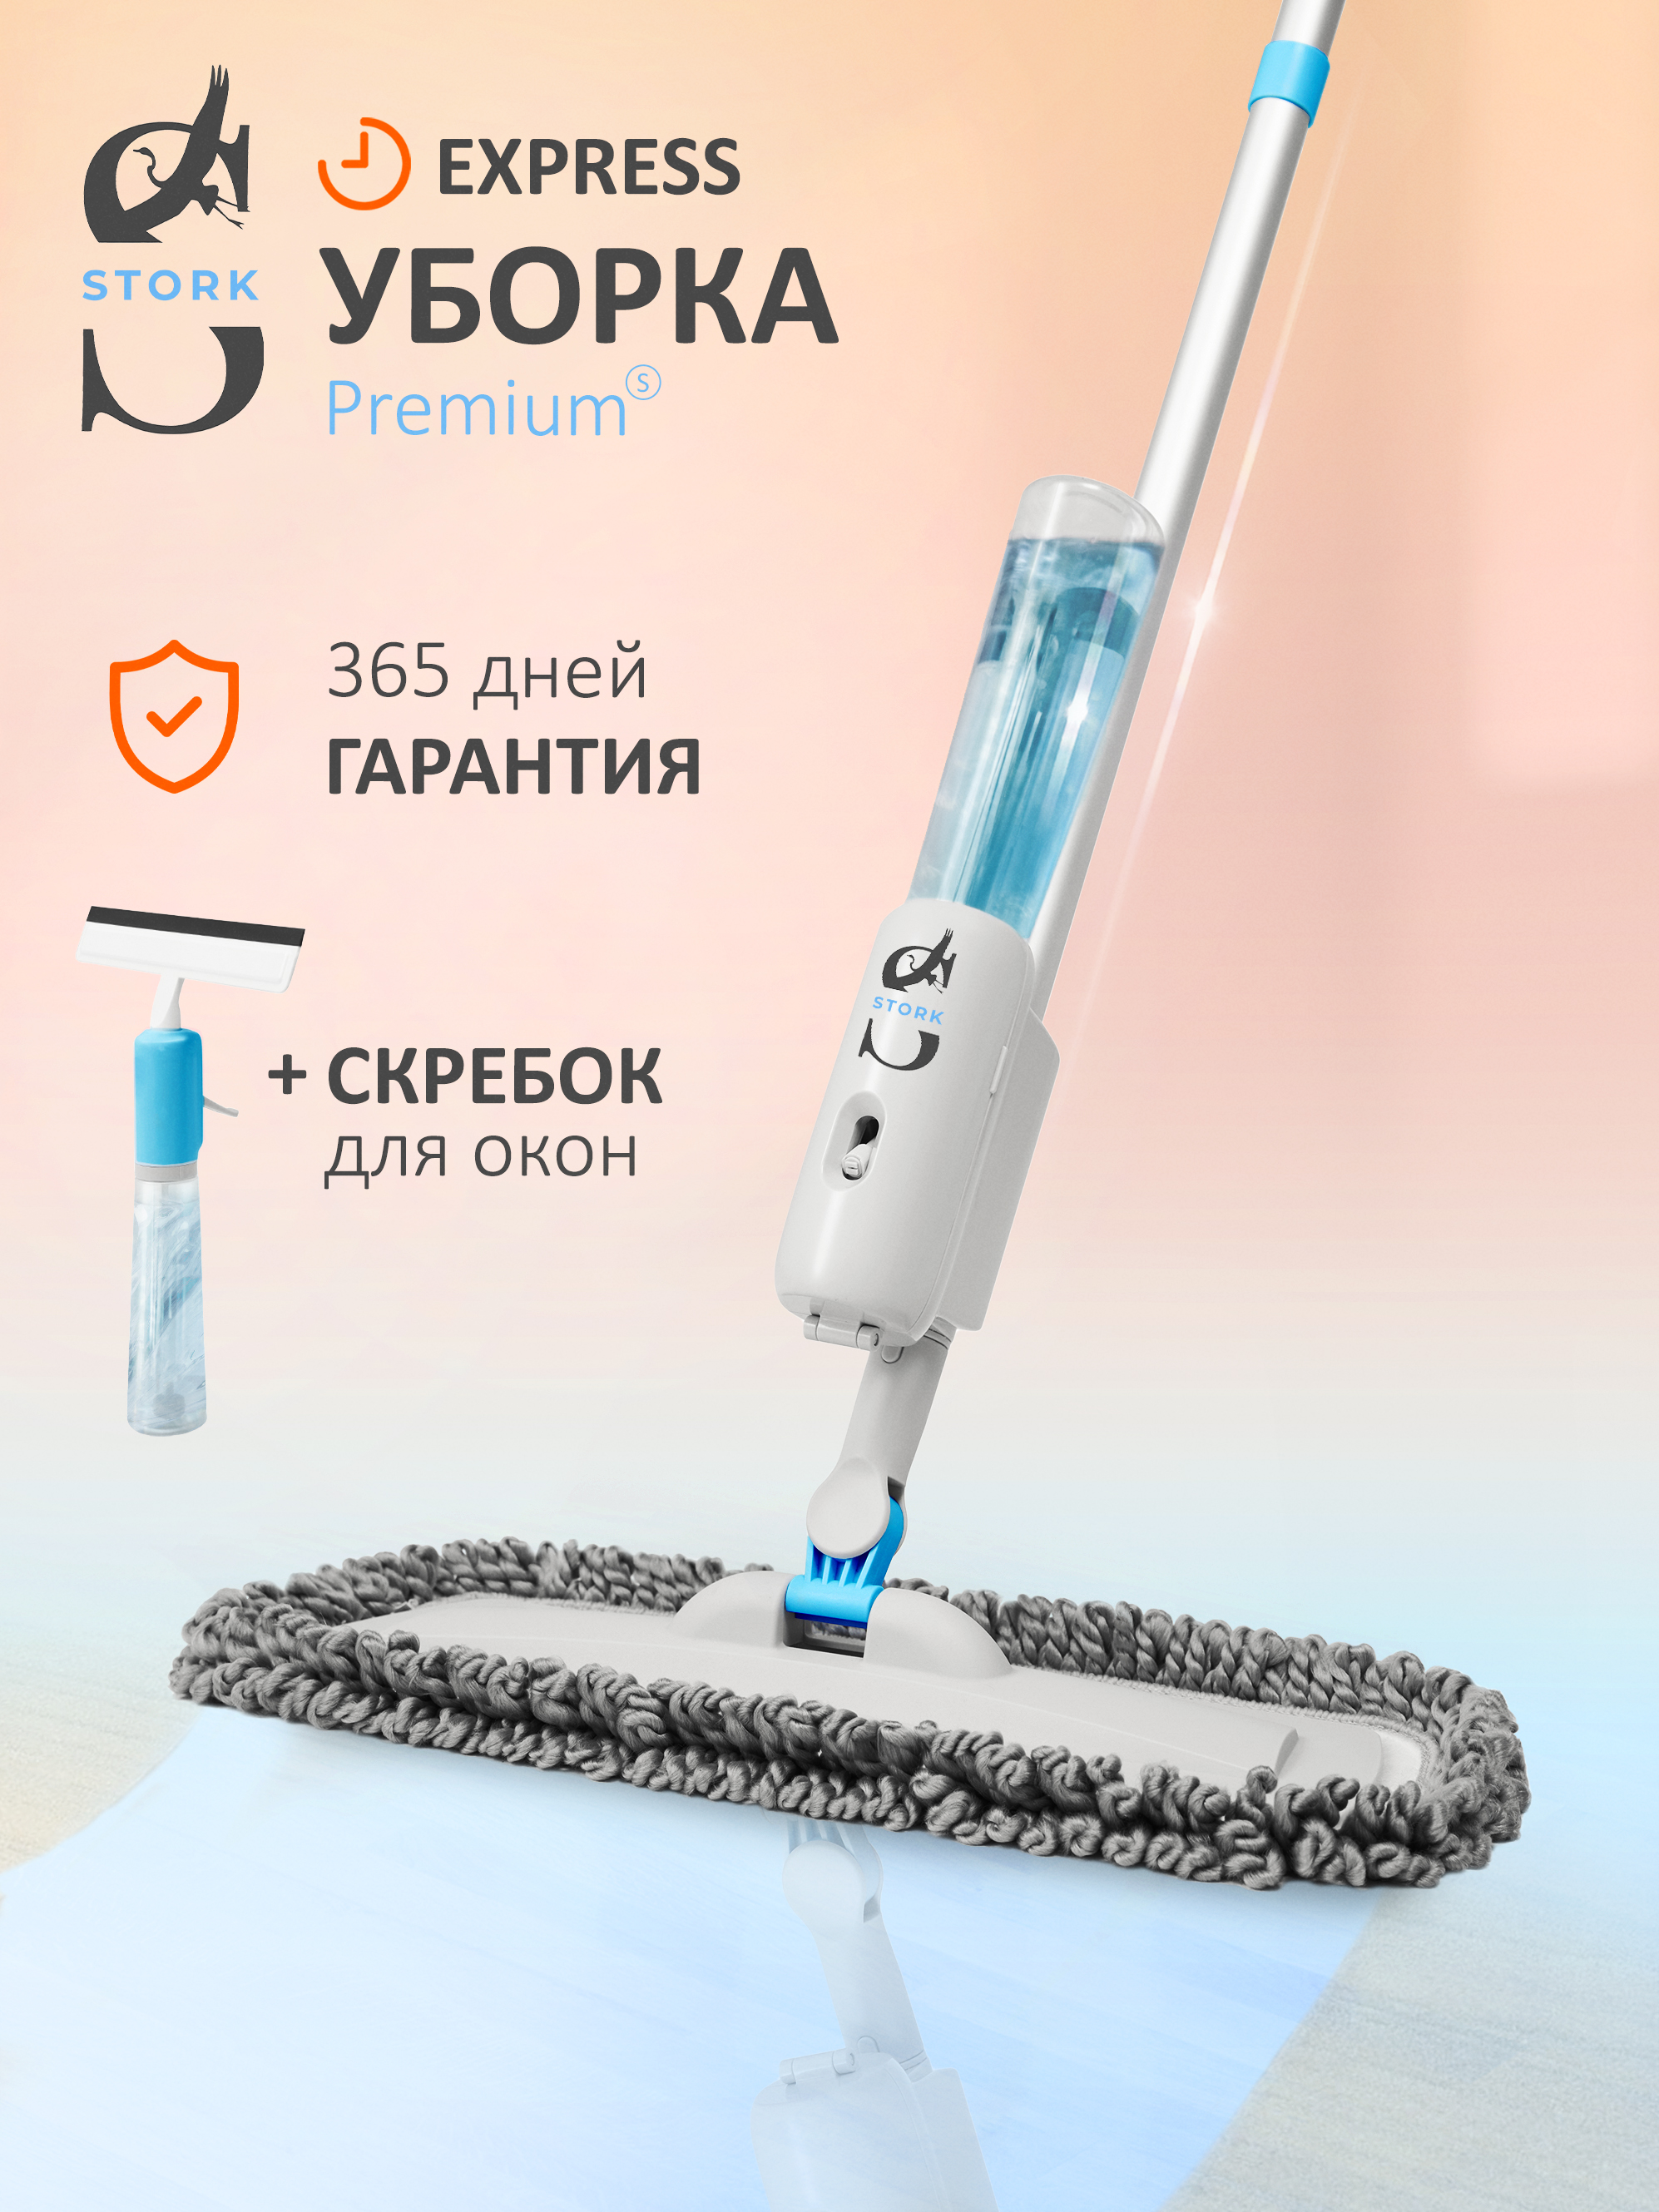 STORK
EXPRESS
УБОРКА
Premium Ⓢ
365 дней
ГАРАНТИЯ
+ СКРЕБОК
для окон
STORK